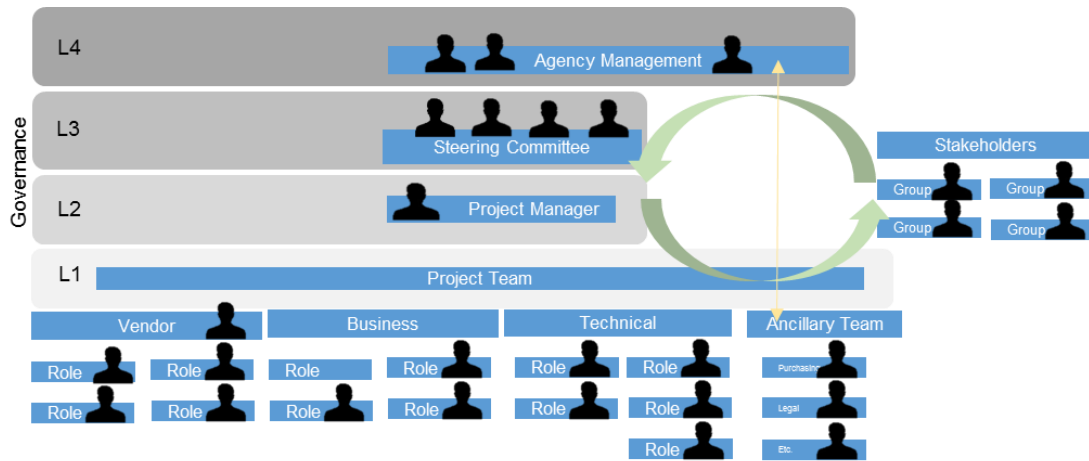 Governance
L4
Agency Management
L3
Steering Committee
L2
Project Manager
L1
Project Team
Stakeholders
Group
Group
Group
Group
Vendor
Business
Technical
Ancillary Team
Role
Role
Role
Role
Role
Role
Purchasing
Role
Role
Role
Role
Role
Role
Legal
Role
Etc.